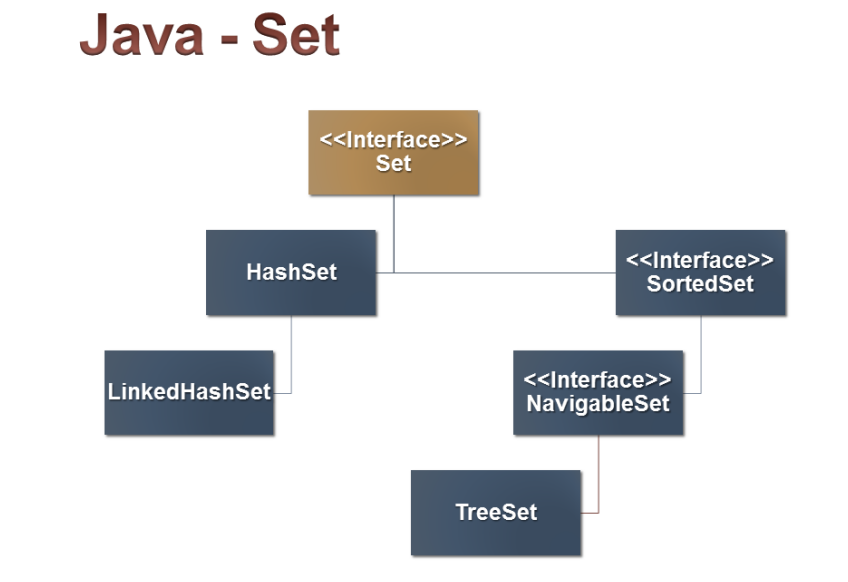 Java - Set
<<Interface>>
Set
HashSet
<<Interface>>
SortedSet
LinkedHashSet
<<Interface>>
NavigableSet
TreeSet